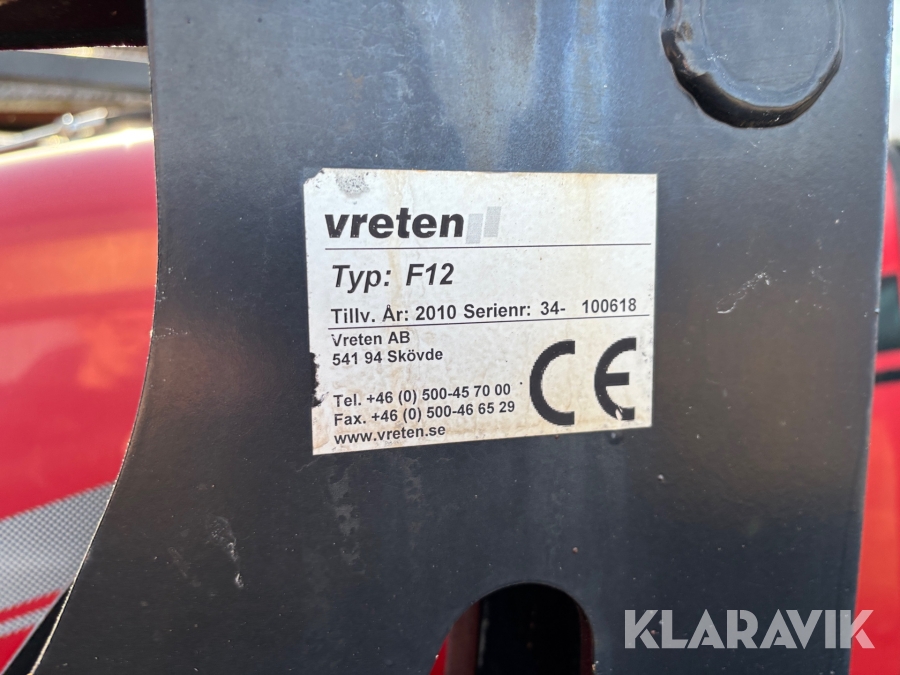 vreten
Typ: F12
Tillv. År: 2010 Serienr: 34- 100618
Vreten AB
541 94 Skövde
Tel. +46 (0) 500-45 70 00
Fax. +46 (0) 500-46 65 29
www.vreten.se
CE
KLARAVIK